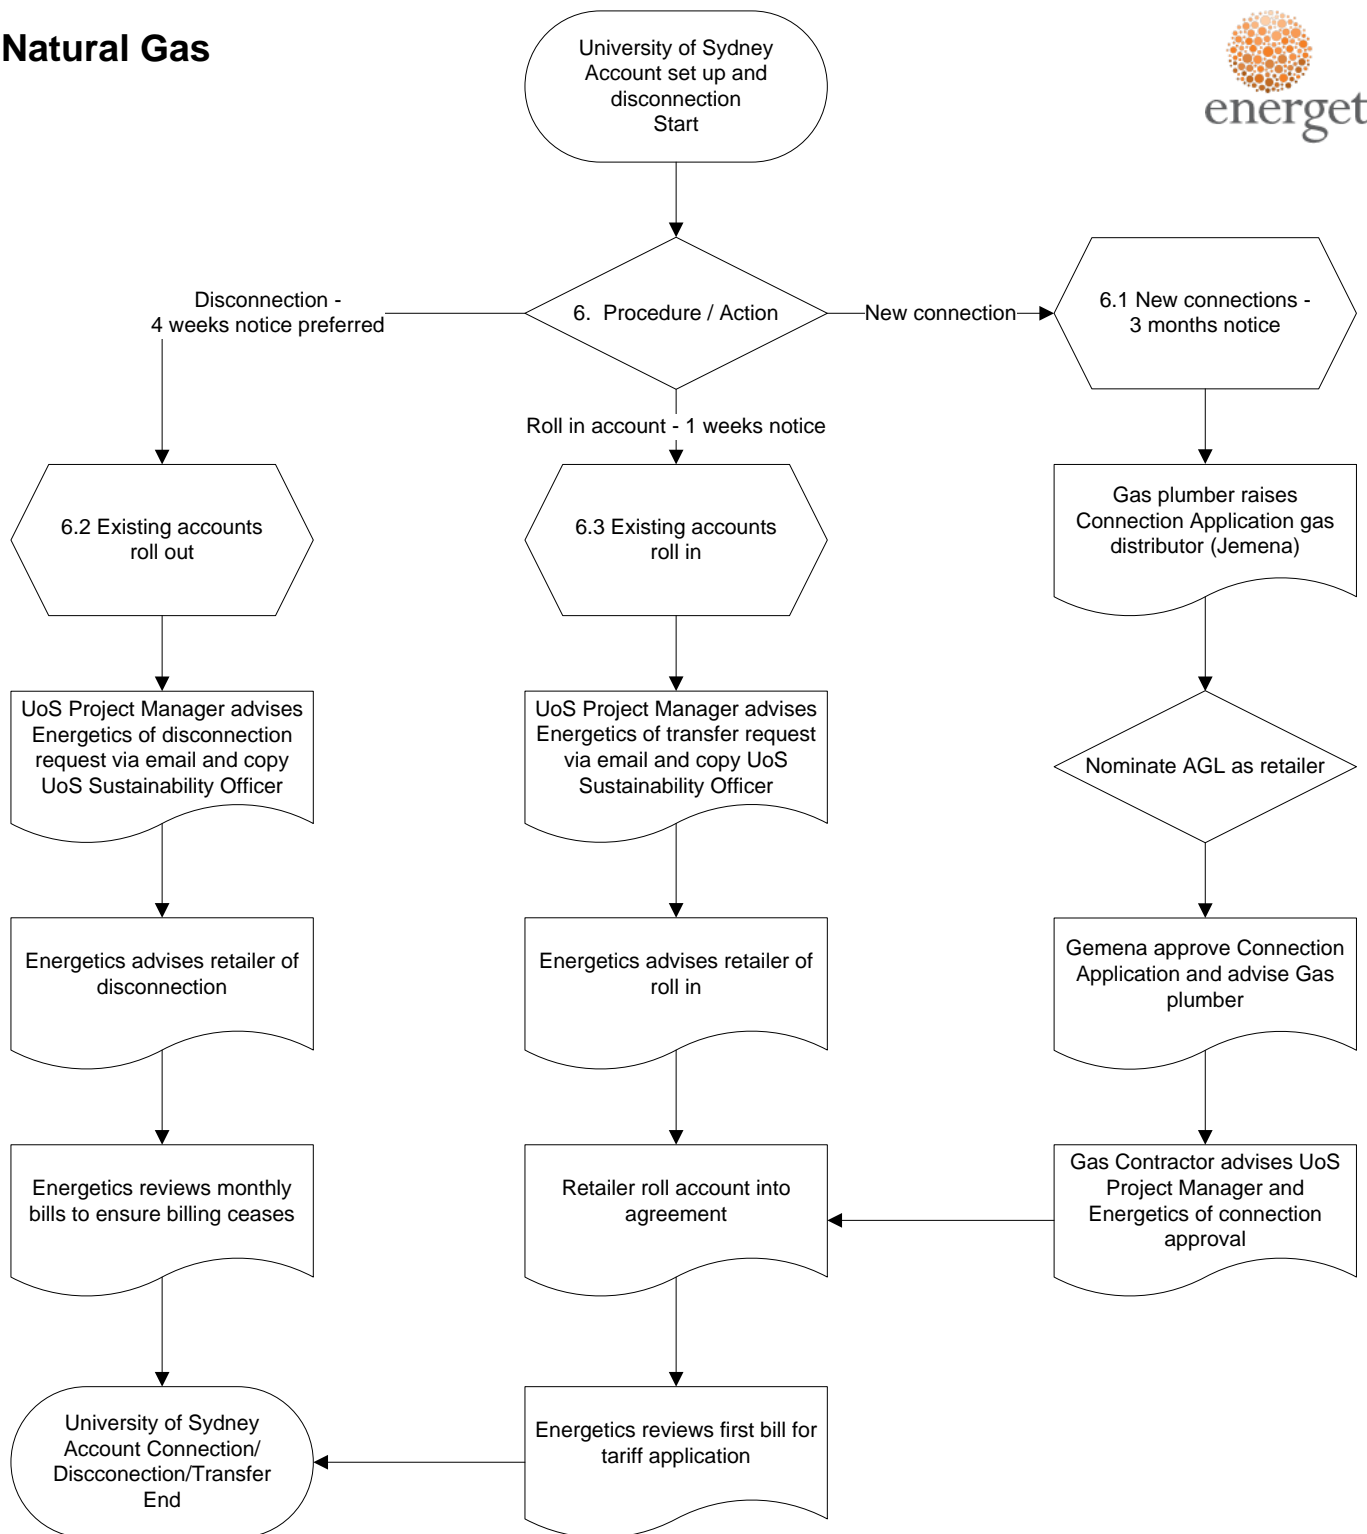 Natural Gas
energet
University of Sydney
Account set up and
disconnection
Start
Disconnection -
4 weeks notice preferred
6.  Procedure / Action
New connection
6.1 New connections -
3 months notice
Roll in account - 1 weeks notice
6.2 Existing accounts
roll out
6.3 Existing accounts
roll in
Gas plumber raises
Connection Application gas
distributor (Jemena)
UoS Project Manager advises
Energetics of disconnection
request via email and copy
UoS Sustainability Officer
UoS Project Manager advises
Energetics of transfer request
via email and copy UoS
Sustainability Officer
Nominate AGL as retailer
Energetics advises retailer of
disconnection
Energetics advises retailer of
roll in
Gemena approve Connection
Application and advise Gas
plumber
Energetics reviews monthly
bills to ensure billing ceases
Retailer roll account into
agreement
Gas Contractor advises UoS
Project Manager and
Energetics of connection
approval
University of Sydney
Account Connection/
Discconection/Transfer
End
Energetics reviews first bill for
tariff application